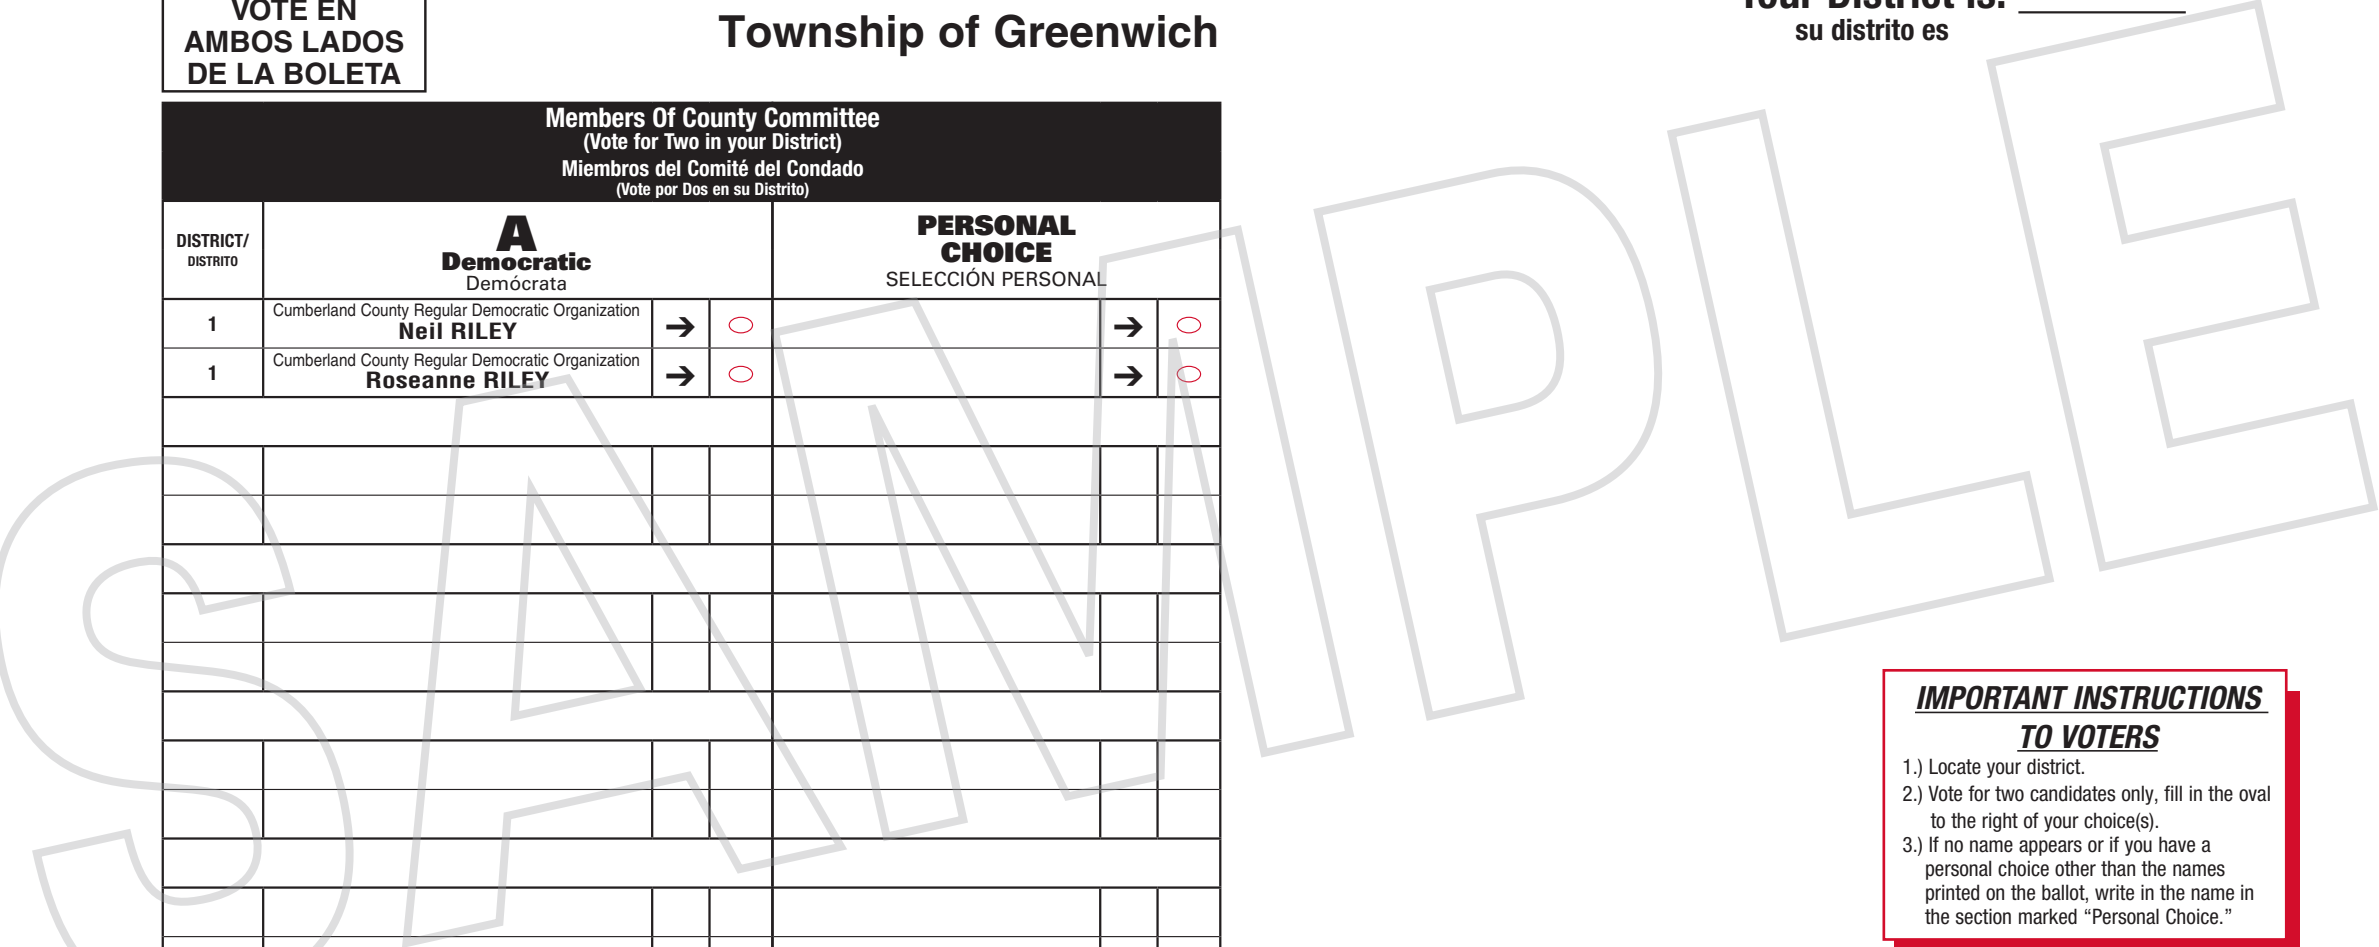 VOTE EN
AMBOS LADOS
DE LA BOLETA
Township of Greenwich
Your District is:
su distrito es
Members Of County Committee
(Vote for Two in your District)
Miembros del Comité del Condado
(Vote por Dos en su Distrito)
DISTRICT/
DISTRITO
A
Democratic
Demócrata
PERSONAL
CHOICE
SELECCIÓN PERSONAL
1
Cumberland County Regular Democratic Organization
Neil RILEY
1
Cumberland County Regular Democratic Organization
Roseanne RILEY
SAMPLE
IMPORTANT INSTRUCTIONS
TO VOTERS
1.) Locate your district.
2.) Vote for two candidates only, fill in the oval
to the right of your choice(s).
3.) If no name appears or if you have a
personal choice other than the names
printed on the ballot, write in the name in
the section marked “Personal Choice.”